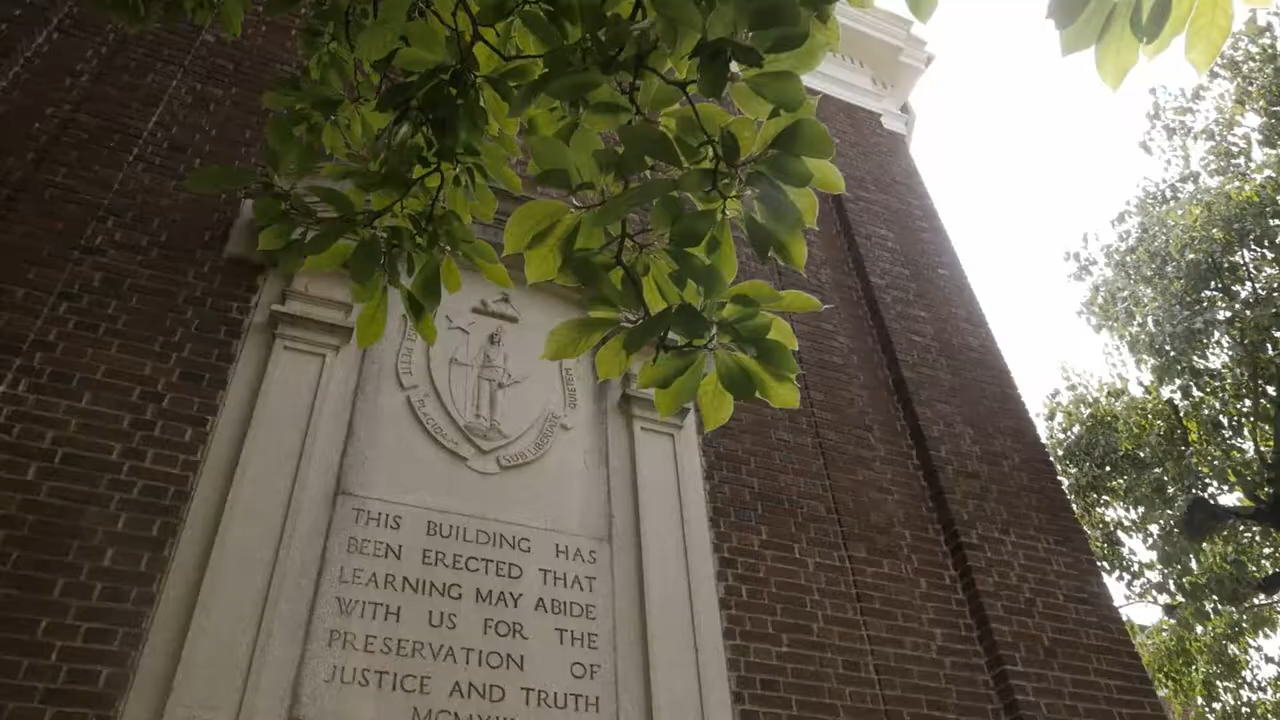 PETIT
PLACIDAM
SUB LIBERTATE
QUIETEM
THIS BUILDING HAS
BEEN ERECTED THAT
LEARNING MAY ABIDE
WITH US FOR THE
PRESERVATION OF
JUSTICE AND TRUTH